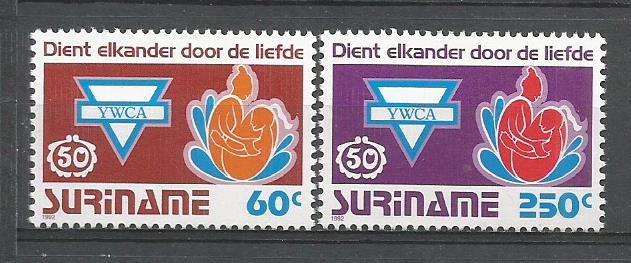 Dient elkander door de liefde
YWCA
50
SURINAME 60c
1992
Dient elkander door de liefde
YWCA
50
SURINAME 250c
1992